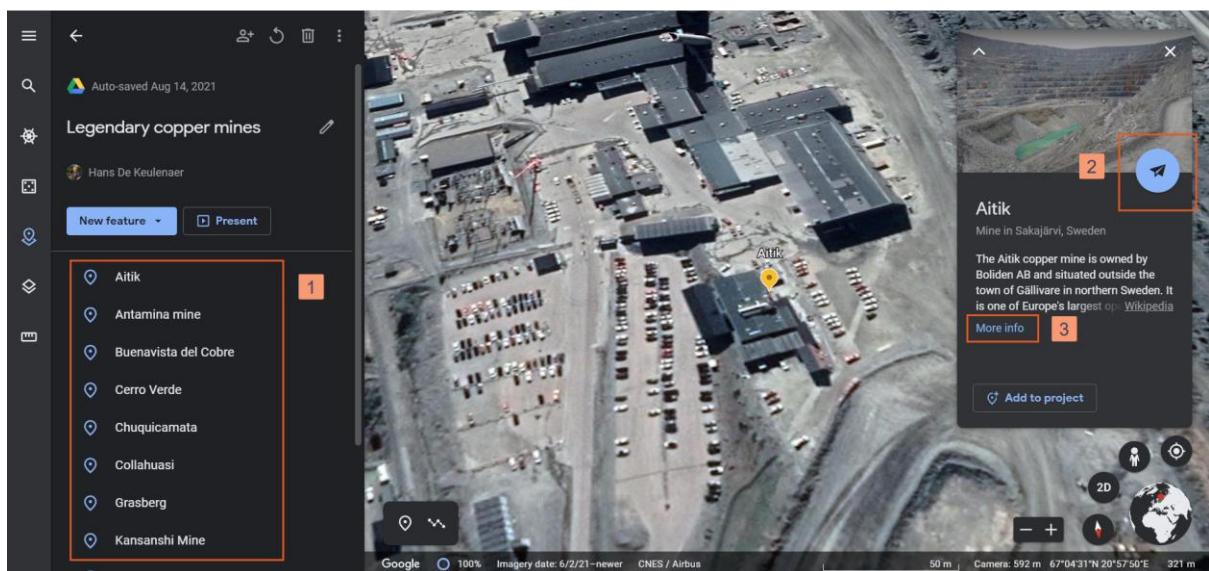 Auto-saved Aug 14, 2021
Legendary copper mines
Hans De Keulenaer
New feature
Present
1
Aitik
Antamina mine
Buenavista del Cobre
Cerro Verde
Chuquicamata
Collahuasi
Grasberg
Kansanshi Mine
Aitik
2
Aitik
Mine in Sakajärvi, Sweden
The Aitik copper mine is owned by
Boliden AB and situated outside the
town of Gällivare in northern Sweden. It
is one of Europe's largest op Wikipedia
More info
3
Add to project
2D
Google 100% Imagery date: 6/2/21–newer CNES / Airbus 50 m Camera: 592 m 67°04'31"N 20°57'50"E 321 m